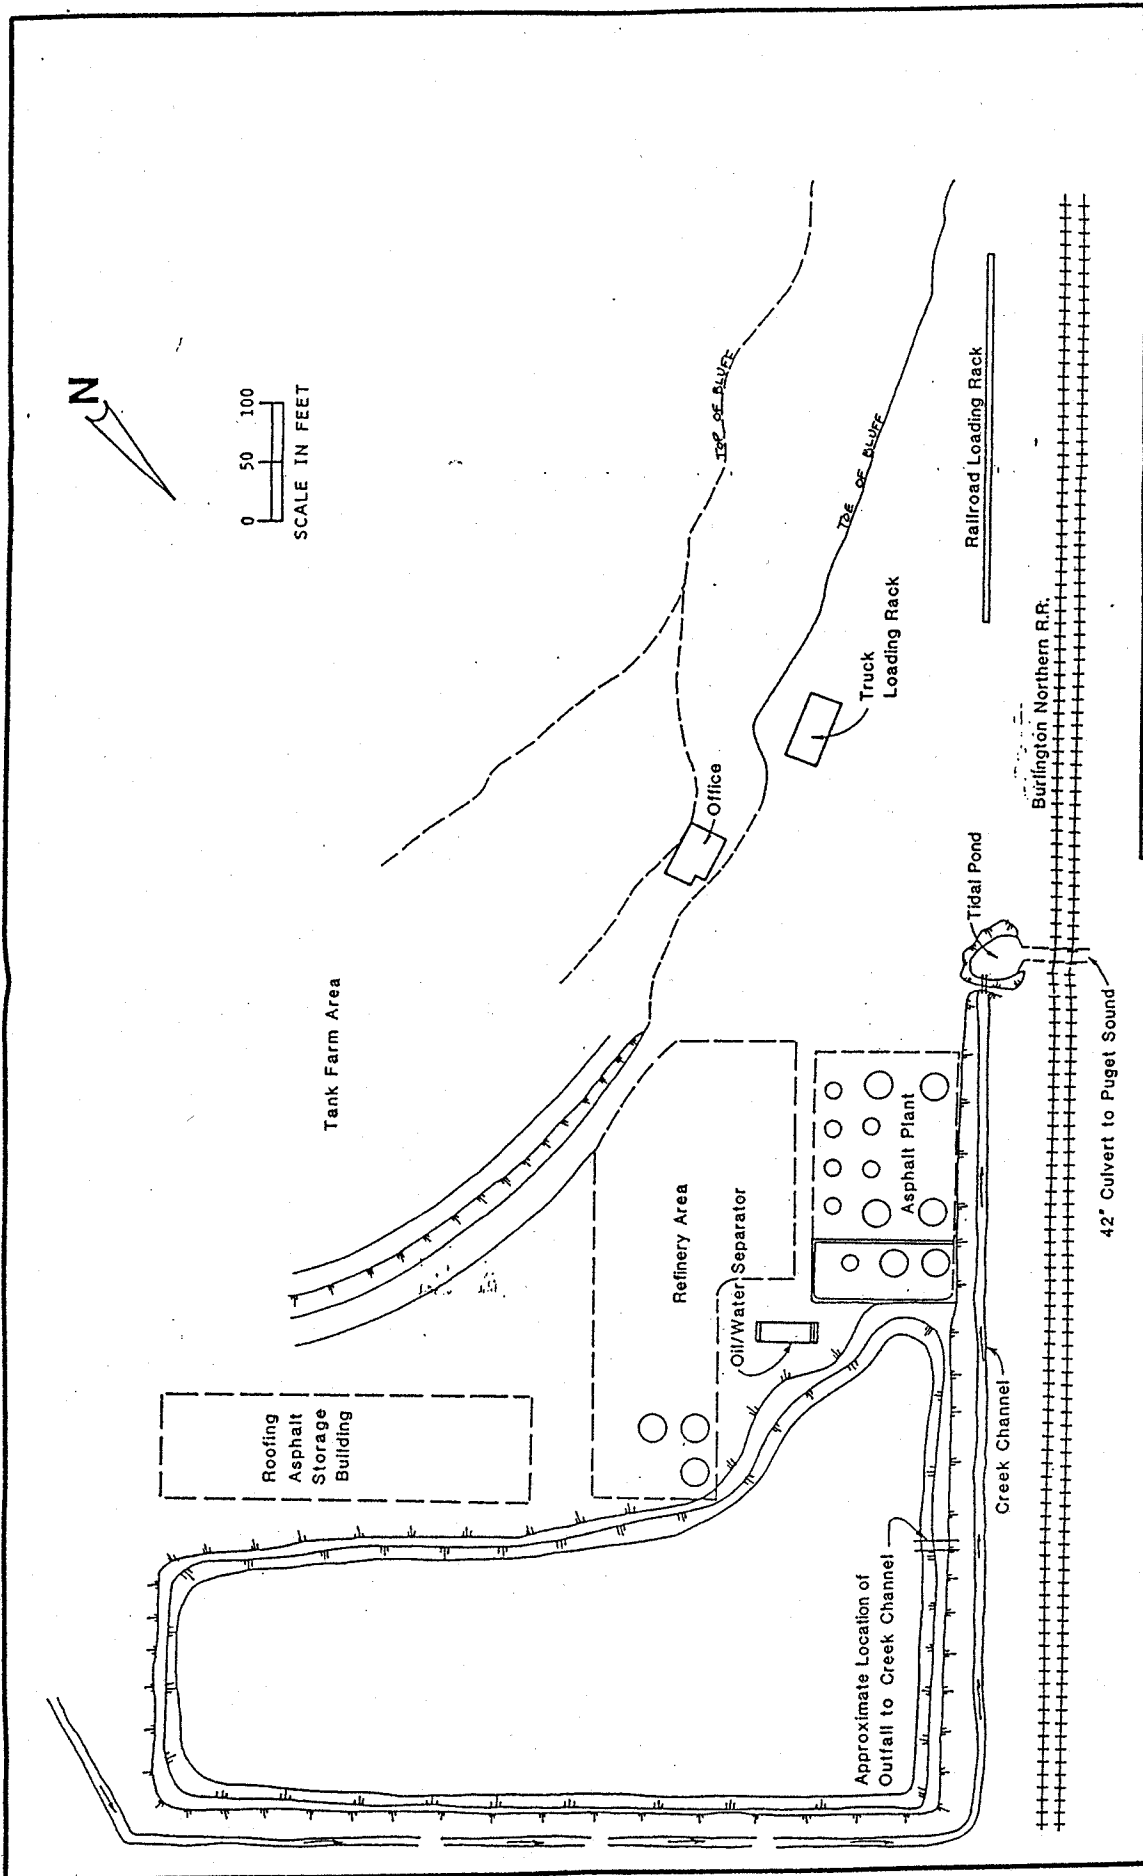 N
0 50 100
SCALE IN FEET
TOP OF BLUFF
TOE OF BLUFF
Railroad Loading Rack
Truck
Loading Rack
Burlington Northern R.R.
Office
Tidal Pond
Tank Farm Area
42" Culvert to Puget Sound
Asphalt Plant
Refinery Area
Oil/Water Separator
Creek Channel
Roofing
Asphalt
Storage
Building
Approximate Location of
Outfall to Creek Channel